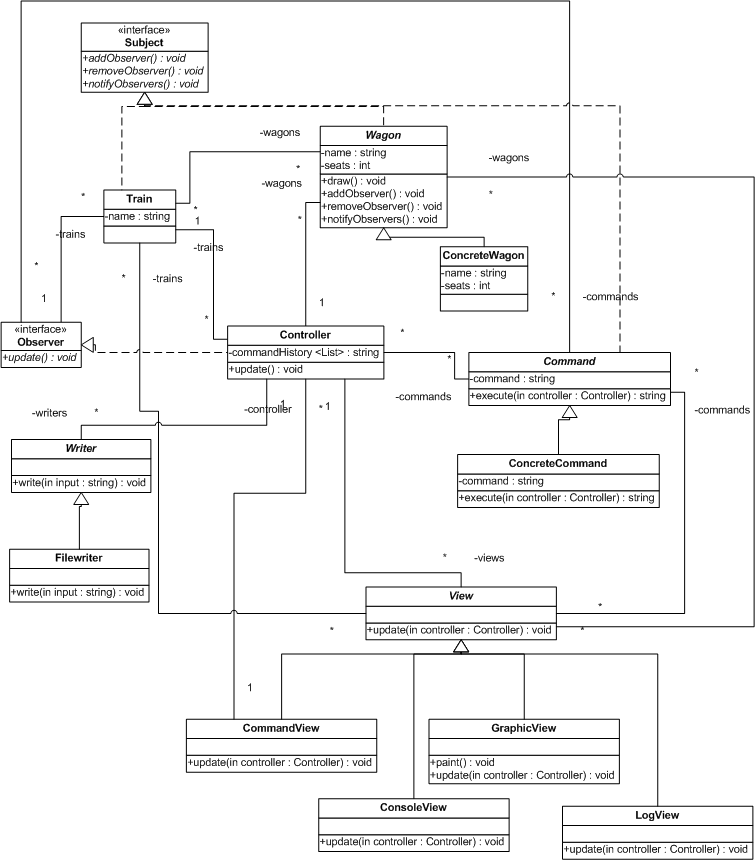 «interface»
Subject
+addObserver() : void
+removeObserver() : void
+notifyObservers() : void
-wagons
Wagon
-name : string
-seats : int
+draw() : void
+addObserver() : void
+removeObserver() : void
+notifyObservers() : void
-wagons
*
-wagons
*
*
Train
-name : string
*
*
1
-trains
-trains
*
ConcreteWagon
-name : string
-seats : int
*
*
-trains
1
*
1
*
-commands
«interface»
Observer
+update() : void
Controller
-commandHistory <List> : string
+update() : void
*
*
Command
-command : string
+execute(in controller : Controller) : string
*
*
-commands
-commands
-writers
*
-controller
1
*
1
Writer
+write(in input : string) : void
ConcreteCommand
-command : string
+execute(in controller : Controller) : string
Filewriter
+write(in input : string) : void
*
-views
View
+update(in controller : Controller) : void
*
*
*
1
CommandView
+update(in controller : Controller) : void
GraphicView
+paint() : void
+update(in controller : Controller) : void
ConsoleView
+update(in controller : Controller) : void
LogView
+update(in controller : Controller) : void